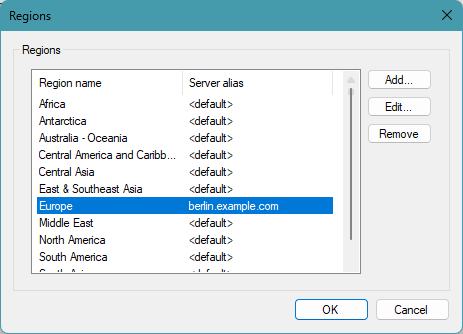 Regions
Regions
Region name Server alias
Africa <default>
Antarctica <default>
Australia - Oceania <default>
Central America and Caribb... <default>
Central Asia <default>
East & Southeast Asia <default>
Europe berlin.example.com
Middle East <default>
North America <default>
South America <default>
Add...
Edit...
Remove
OK
Cancel